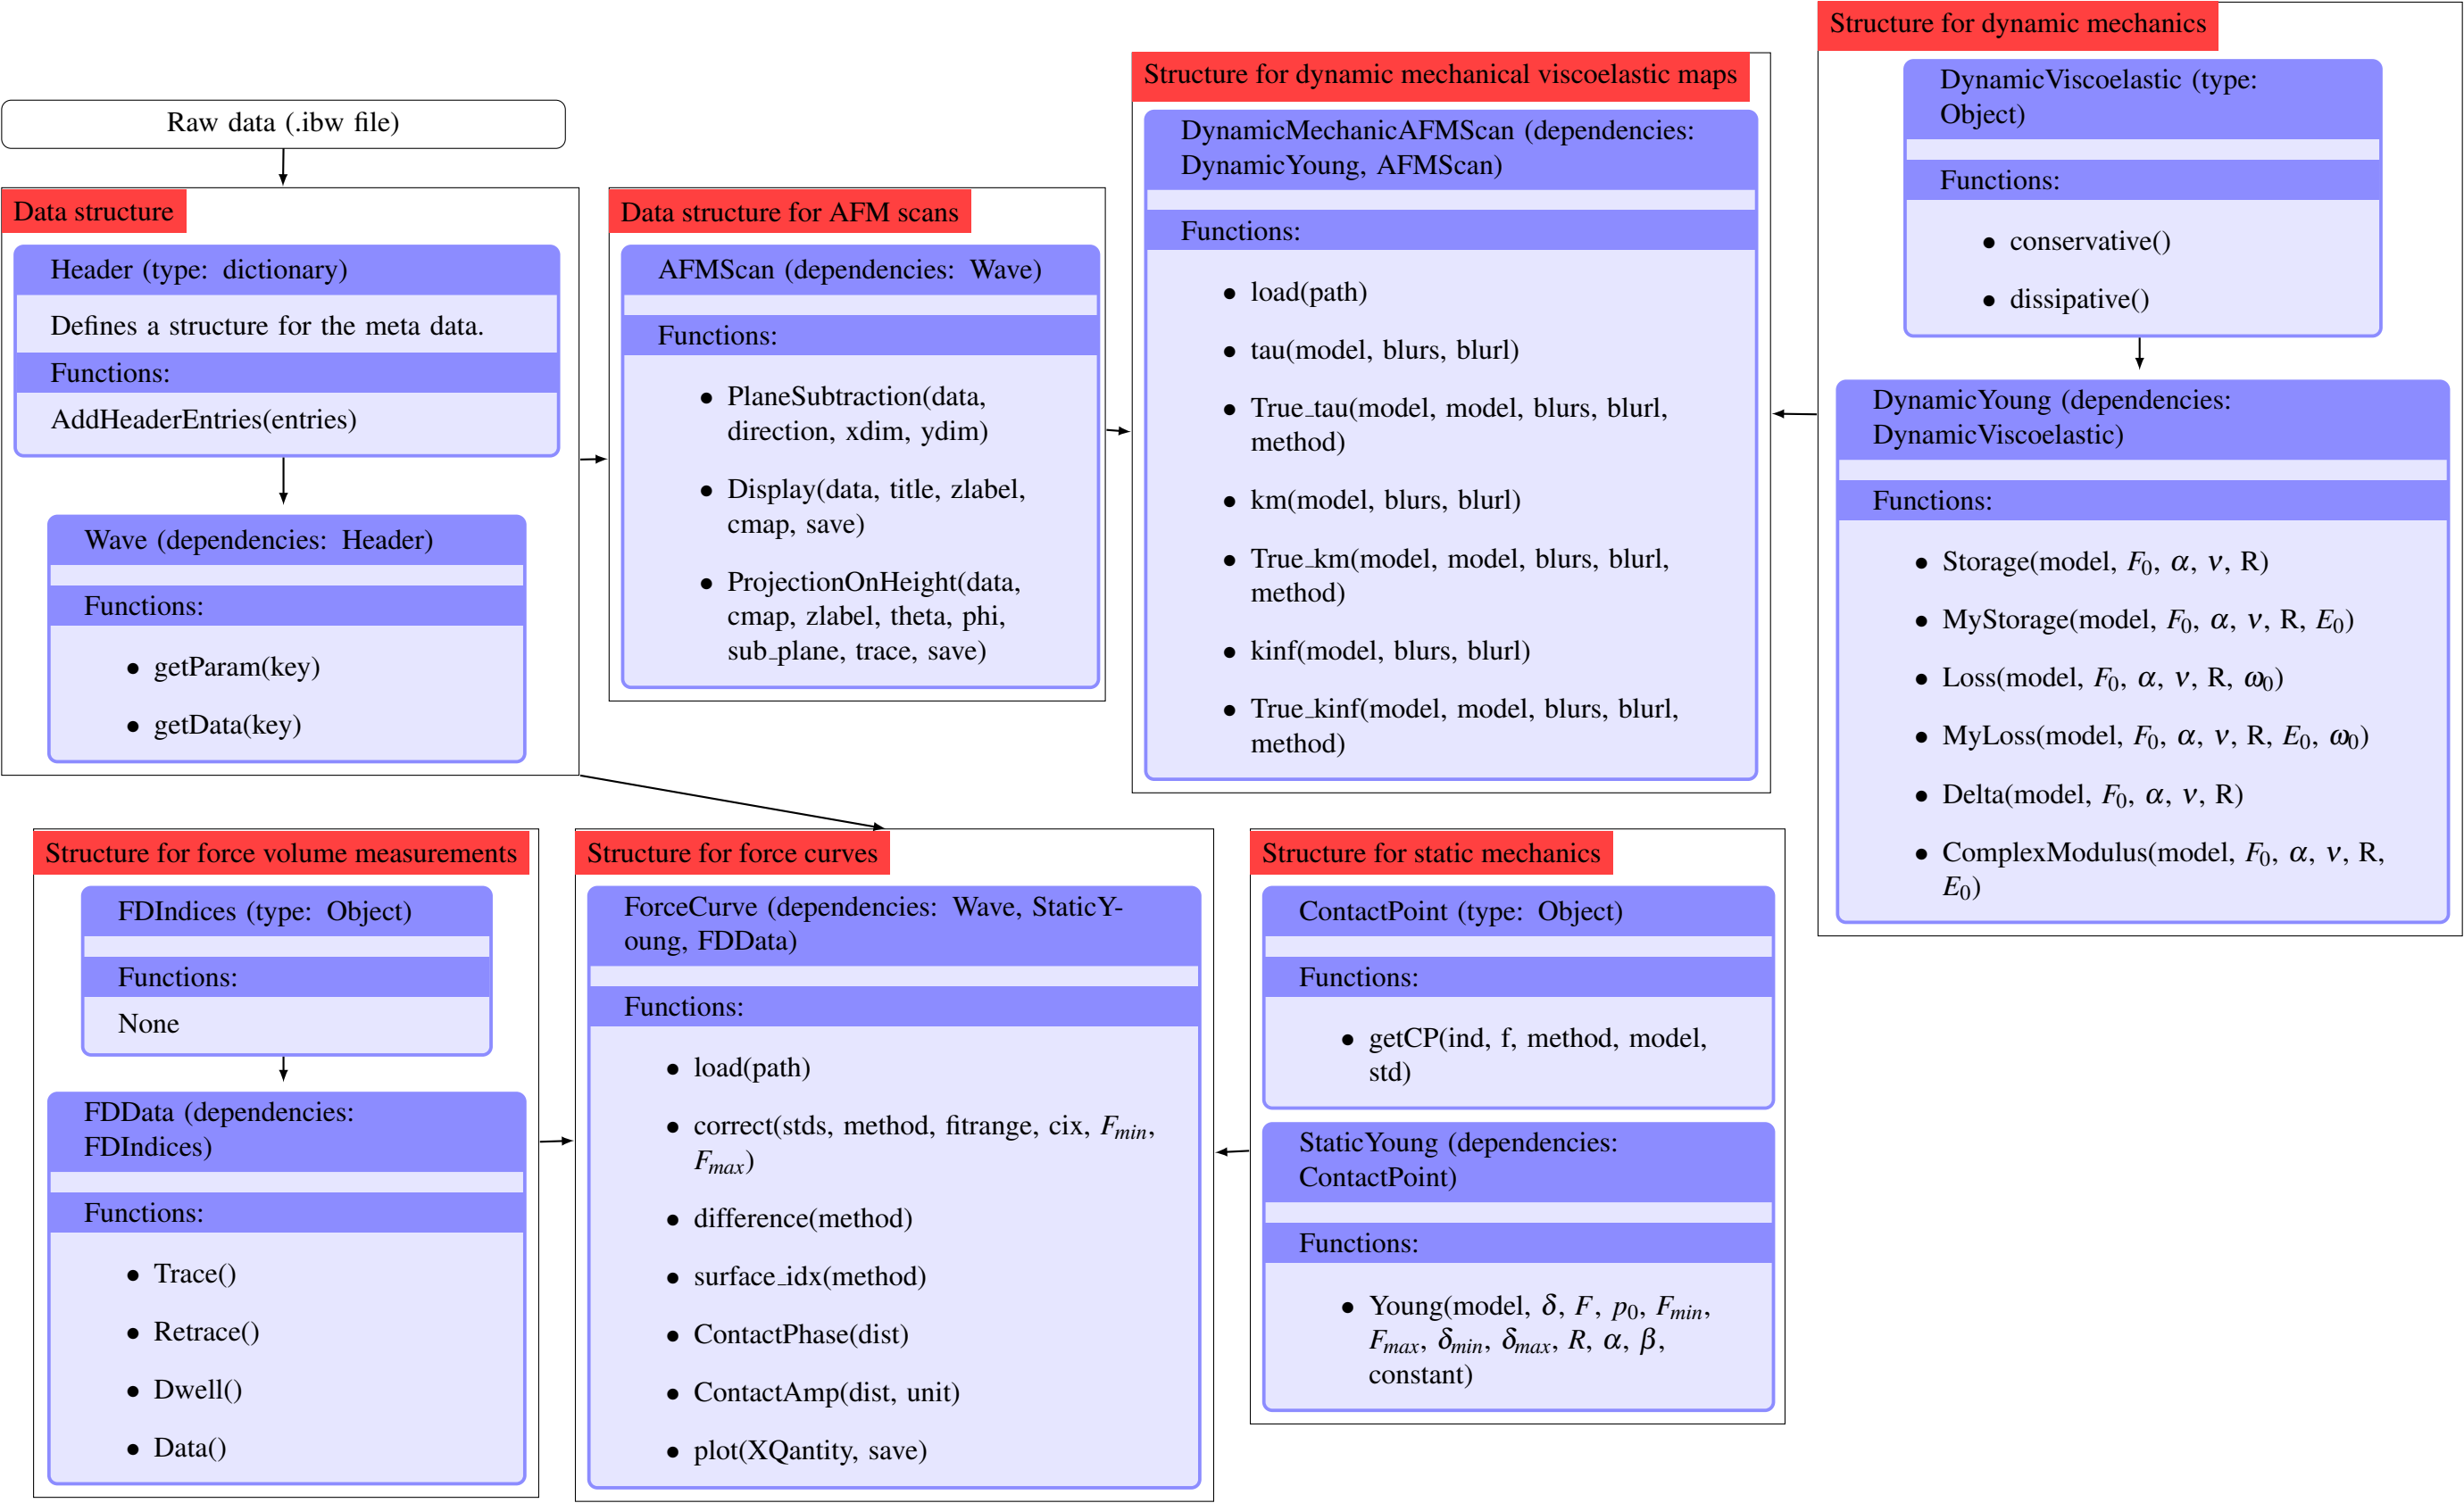 Raw data (.ibw file)
Data structure
Header (type: dictionary)
Defines a structure for the meta data.
Functions:
AddHeaderEntries(entries)
Wave (dependencies: Header)
Functions:
• getParam(key)
• getData(key)
Data structure for AFM scans
AFMScan (dependencies: Wave)
Functions:
• PlaneSubtraction(data,
direction, xdim, ydim)
• Display(data, title, zlabel,
cmap, save)
• ProjectionOnHeight(data,
cmap, zlabel, theta, phi,
sub_plane, trace, save)
Structure for dynamic mechanical viscoelastic maps
DynamicMechanicAFMScan (dependencies:
DynamicYoung, AFMScan)
Functions:
• load(path)
• tau(model, blurs, blurl)
• True_tau(model, model, blurs, blurl,
method)
• km(model, blurs, blurl)
• True_km(model, model, blurs, blurl,
method)
• kinf(model, blurs, blurl)
• True_kinf(model, model, blurs, blurl,
method)
Structure for dynamic mechanics
DynamicViscoelastic (type:
Object)
Functions:
• conservative()
• dissipative()
DynamicYoung (dependencies:
DynamicViscoelastic)
Functions:
• Storage(model, F0, α, ν, R)
• MyStorage(model, F0, α, ν, R, E0)
• Loss(model, F0, α, ν, R, ω0)
• MyLoss(model, F0, α, ν, R, E0, ω0)
• Delta(model, F0, α, ν, R)
• ComplexModulus(model, F0, α, ν, R,
E0)
Structure for force volume measurements
FDIndices (type: Object)
Functions:
None
FDData (dependencies:
FDIndices)
Functions:
• Trace()
• Retrace()
• Dwell()
• Data()
Structure for force curves
ForceCurve (dependencies: Wave, StaticY-
oung, FDData)
Functions:
• load(path)
• correct(stds, method, fitrange, cix, Fmin,
Fmax)
• difference(method)
• surface_idx(method)
• ContactPhase(dist)
• ContactAmp(dist, unit)
• plot(XQantity, save)
Structure for static mechanics
ContactPoint (type: Object)
Functions:
• getCP(ind, f, method, model,
std)
StaticYoung (dependencies:
ContactPoint)
Functions:
• Young(model, δ, F, p0, Fmin,
Fmax, δmin, δmax, R, α, β,
constant)